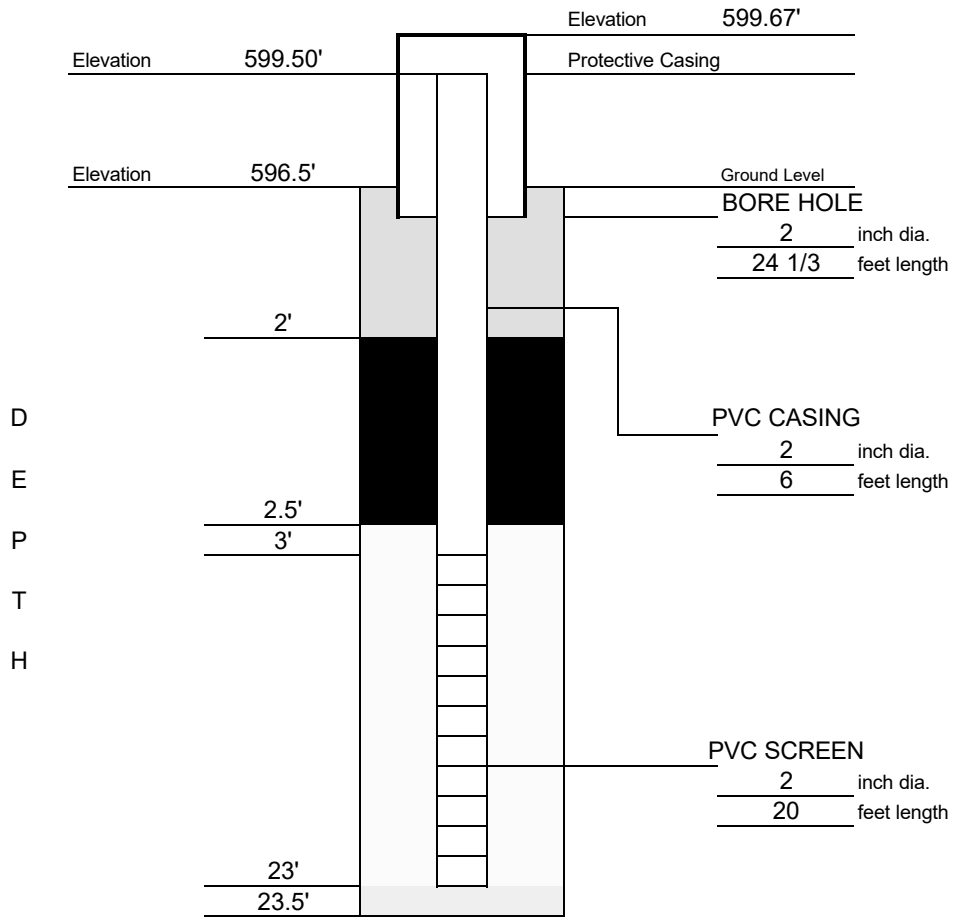 Elevation 599.67'
Elevation 599.50' Protective Casing
Elevation 596.5' Ground Level
BORE HOLE
2 inch dia.
24 1/3 feet length
2'
D
PVC CASING
2 inch dia.
E
6 feet length
2.5'
P
3'
T
H
PVC SCREEN
2 inch dia.
20 feet length
23'
23.5'